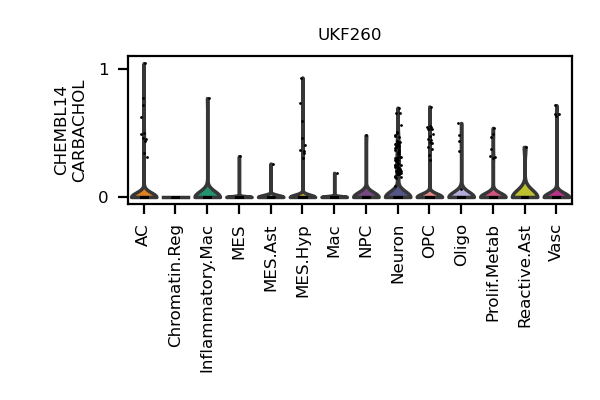 UKF260
CHEMBL14
CARBACHOL
1
0
AC
Chromatin.Reg
Inflammatory.Mac
MES
MES.Ast
MES.Hyp
Mac
NPC
Neuron
OPC
Oligo
Prolif.Metab
Reactive.Ast
Vasc